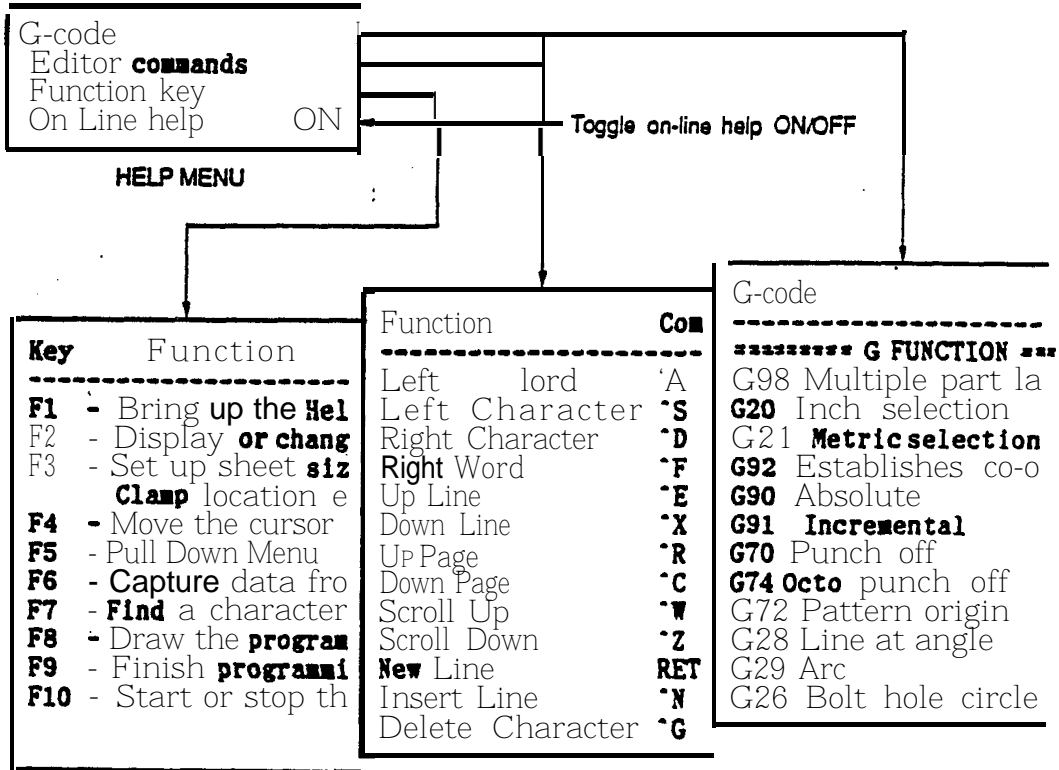 G-code
Editor commands
Function key
On Line help ON
Toggle on-line help ON/OFF
HELP MENU
Key Function
F1 - Bring up the Hel
F2 - Display or chang
F3 - Set up sheet siz
Clamp location e
F4 - Move the cursor
F5 - Pull Down Menu
F6 - Capture data fro
F7 - Find a character
F8 - Draw the program
F9 - Finish programmi
F10 - Start or stop th
Function Com
Left lord ‘A
Left Character ^S
Right Character ^D
Right Word ^F
Up Line ^E
Down Line ^X
Up Page ^R
Down Page ^C
Scroll Up ^W
Scroll Down ^Z
New Line RET
Insert Line ^N
Delete Character ^G
G-code
========= G FUNCTION ===
G98 Multiple part la
G20 Inch selection
G21 Metric selection
G92 Establishes co-o
G90 Absolute
G91 Incremental
G70 Punch off
G74 Octo punch off
G72 Pattern origin
G28 Line at angle
G29 Arc
G26 Bolt hole circle